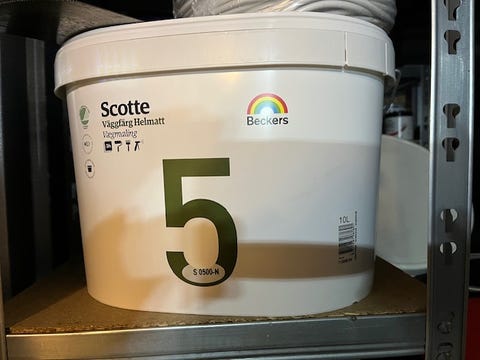 Scotte
Väggfärg Helmatt
Vægmaling
Beckers
5
S 0500-N
10L